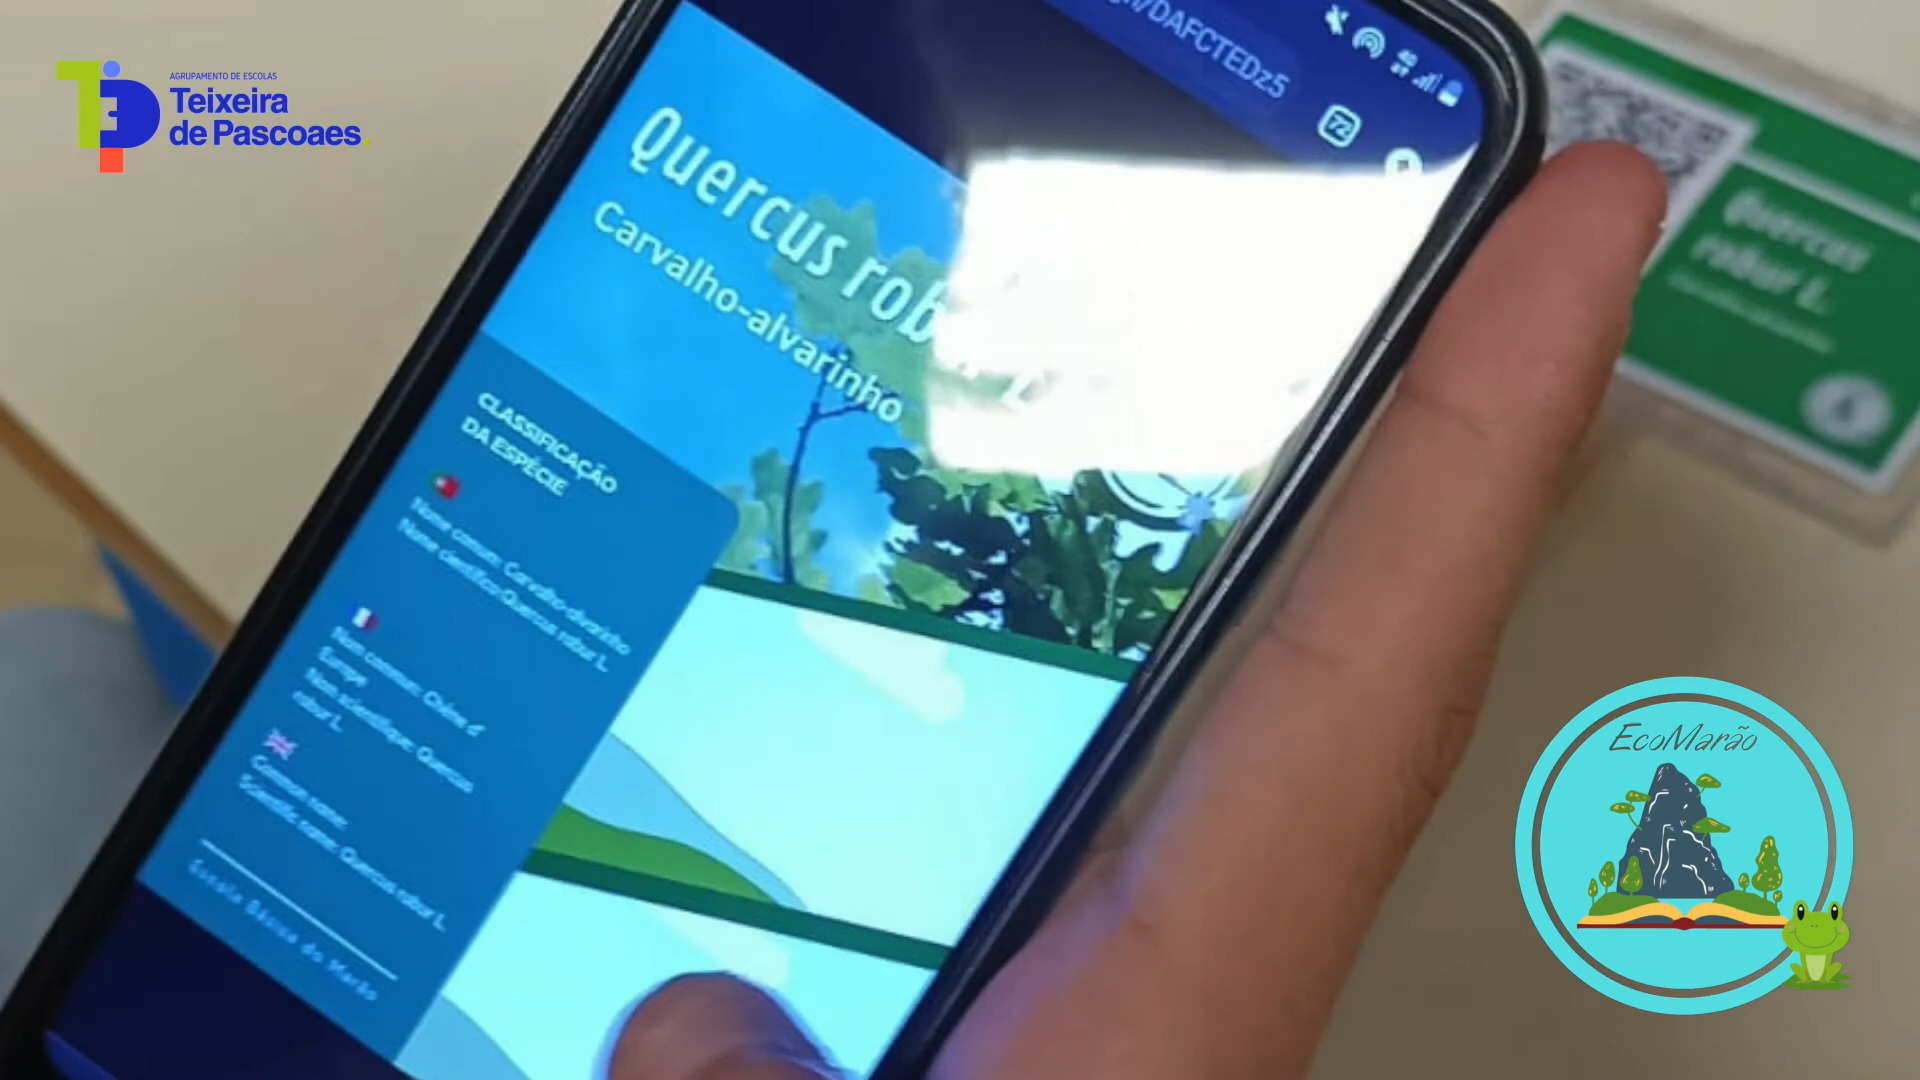 AGRUPAMENTO DE ESCOLAS
Teixeira
de Pascoaes.
/DAFCTEDz5
72
Quercus rob
Carvalho-alvarinho
CLASSIFICAÇÃO
DA ESPÉCIE
Nome comum: Carvalho-alvarinho
Nome científico: Quercus robur L.
Nom commun: Chêne d'
Europe
Nom scientifique: Quercus
robur L.
Common name:
Scientific name: Quercus robur L.
Escola Básica do Marão
Quercus
robur L.
EcoMarão